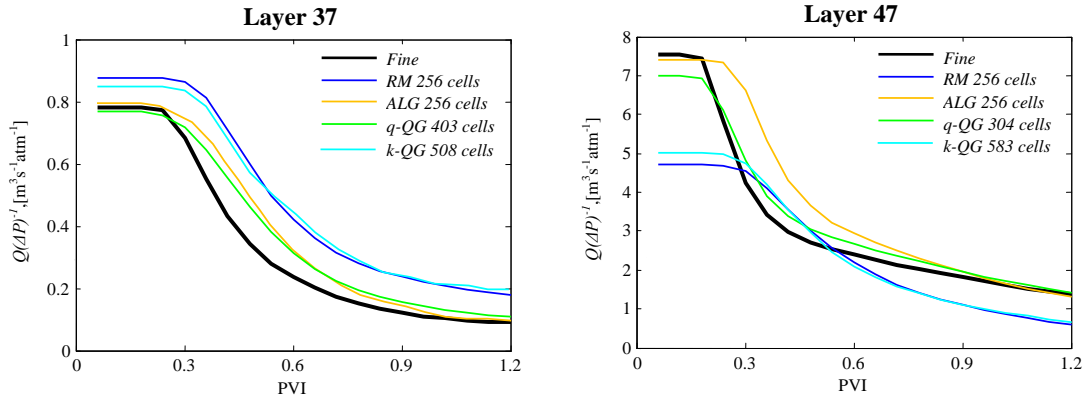 Layer 37
1
0.8
0.6
0.4
0.2
0
Q(ΔP)⁻¹,[m³s⁻¹atm⁻¹]
Fine
RM 256 cells
ALG 256 cells
q-QG 403 cells
k-QG 508 cells
0 0.3 0.6 0.9 1.2
PVI
Layer 47
8
7
6
5
4
3
2
1
0
Q(ΔP)⁻¹,[m³s⁻¹atm⁻¹]
Fine
RM 256 cells
ALG 256 cells
q-QG 304 cells
k-QG 583 cells
0 0.3 0.6 0.9 1.2
PVI